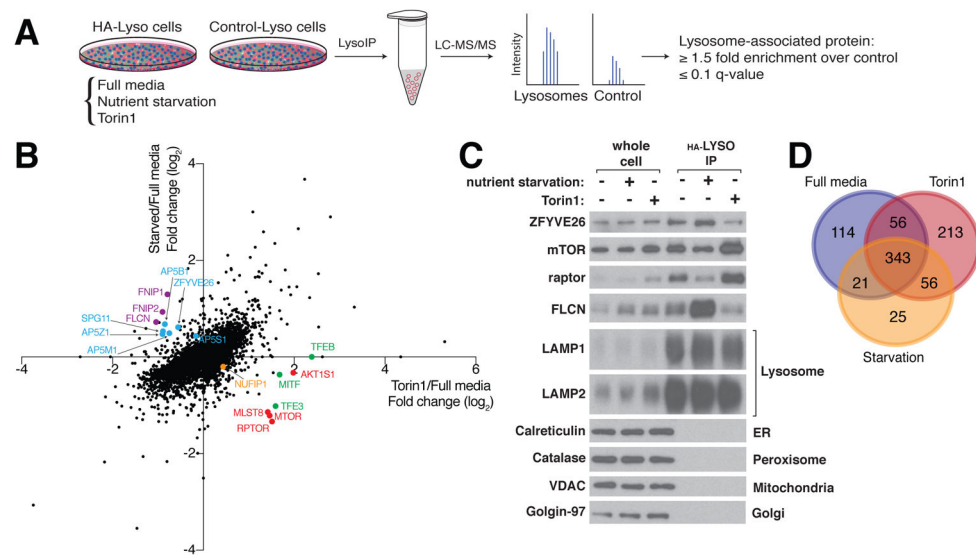 A
HA-Lyso cells
Control-Lyso cells
Full media
Nutrient starvation
Torin1
LysoIP
LC-MS/MS
Intensity
Lysosomes
Control
Lysosome-associated protein:
≥ 1.5 fold enrichment over control
≤ 0.1 q-value
B
Starved/Full media
Fold change (log2)
4
2
-2
-4
-4
-2
2
4
6
Torin1/Full media
Fold change (log2)
AP5B1
ZFYVE26
FNIP1
FNIP2
FLCN
SPG11
AP5Z1
AP5M1
AP5S1
NUFIP1
TFEB
AKT1S1
MITF
TFE3
MLST8
MTOR
RPTOR
C
whole cell
HA-LYSO IP
nutrient starvation: - + - - + -
Torin1: - - + - - +
ZFYVE26
mTOR
raptor
FLCN
LAMP1
LAMP2
Lysosome
Calreticulin
ER
Catalase
Peroxisome
VDAC
Mitochondria
Golgin-97
Golgi
D
Full media
Torin1
114
56
213
343
21
56
25
Starvation